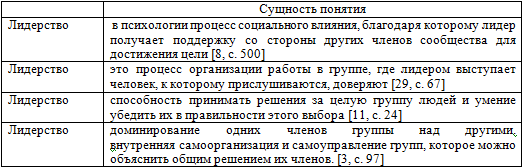 Сущность понятия
Лидерство в психологии процесс социального влияния, благодаря которому лидер
получает поддержку со стороны других членов сообщества для
достижения цели [8, с. 500]
Лидерство это процесс организации работы в группе, где лидером выступает
человек, к которому прислушиваются, доверяют [29, с. 67]
Лидерство способность принимать решения за целую группу людей и умение
убедить их в правильности этого выбора [11, с. 24]
Лидерство доминирование одних членов группы над другими,
внутренняя самоорганизация и самоуправление групп, которое можно
объяснить общим решением их членов. [3, с. 97]